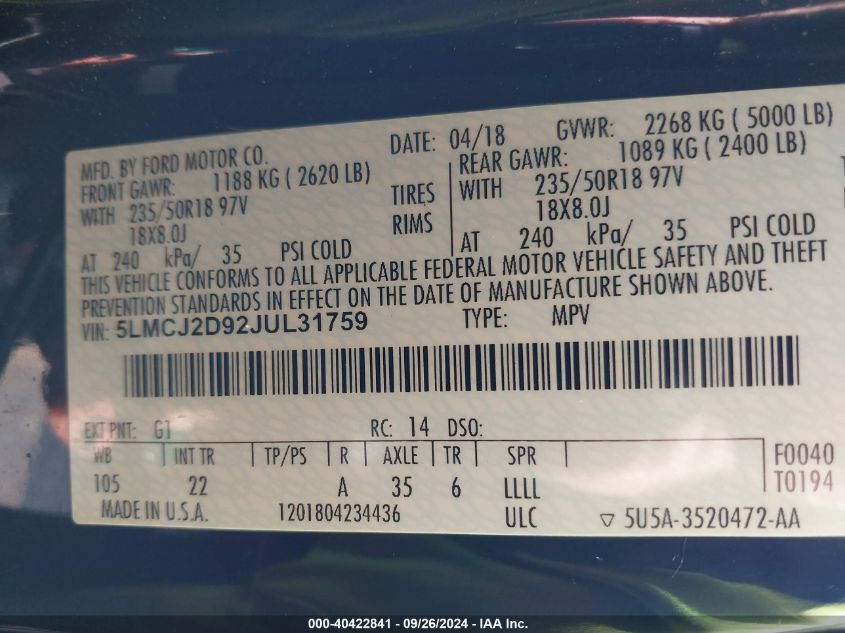 MFD. BY FORD MOTOR CO.
DATE: 04/18
GVWR: 2268 KG ( 5000 LB)
FRONT GAWR: 1188 KG ( 2620 LB)
REAR GAWR: 1089 KG ( 2400 LB)
WITH 235/50R18 97V
TIRES
WITH 235/50R18 97V
18X8.0J
RIMS
18X8.0J
AT 240 kPa/ 35 PSI COLD
AT 240 kPa/ 35 PSI COLD
THIS VEHICLE CONFORMS TO ALL APPLICABLE FEDERAL MOTOR VEHICLE SAFETY AND THEFT
PREVENTION STANDARDS IN EFFECT ON THE DATE OF MANUFACTURE SHOWN ABOVE.
VIN: 5LMCJ2D92JUL31759
TYPE: MPV
EXT PNT: G1 RC: 14 DSO:
WB INT TR TP/PS R AXLE TR SPR
F0040
105 22 A 35 6 LLLL
T0194
MADE IN U.S.A. 1201804234436 ULC ▽ 5U5A-3520472-AA
000-40422841 - 09/26/2024 - IAA Inc.